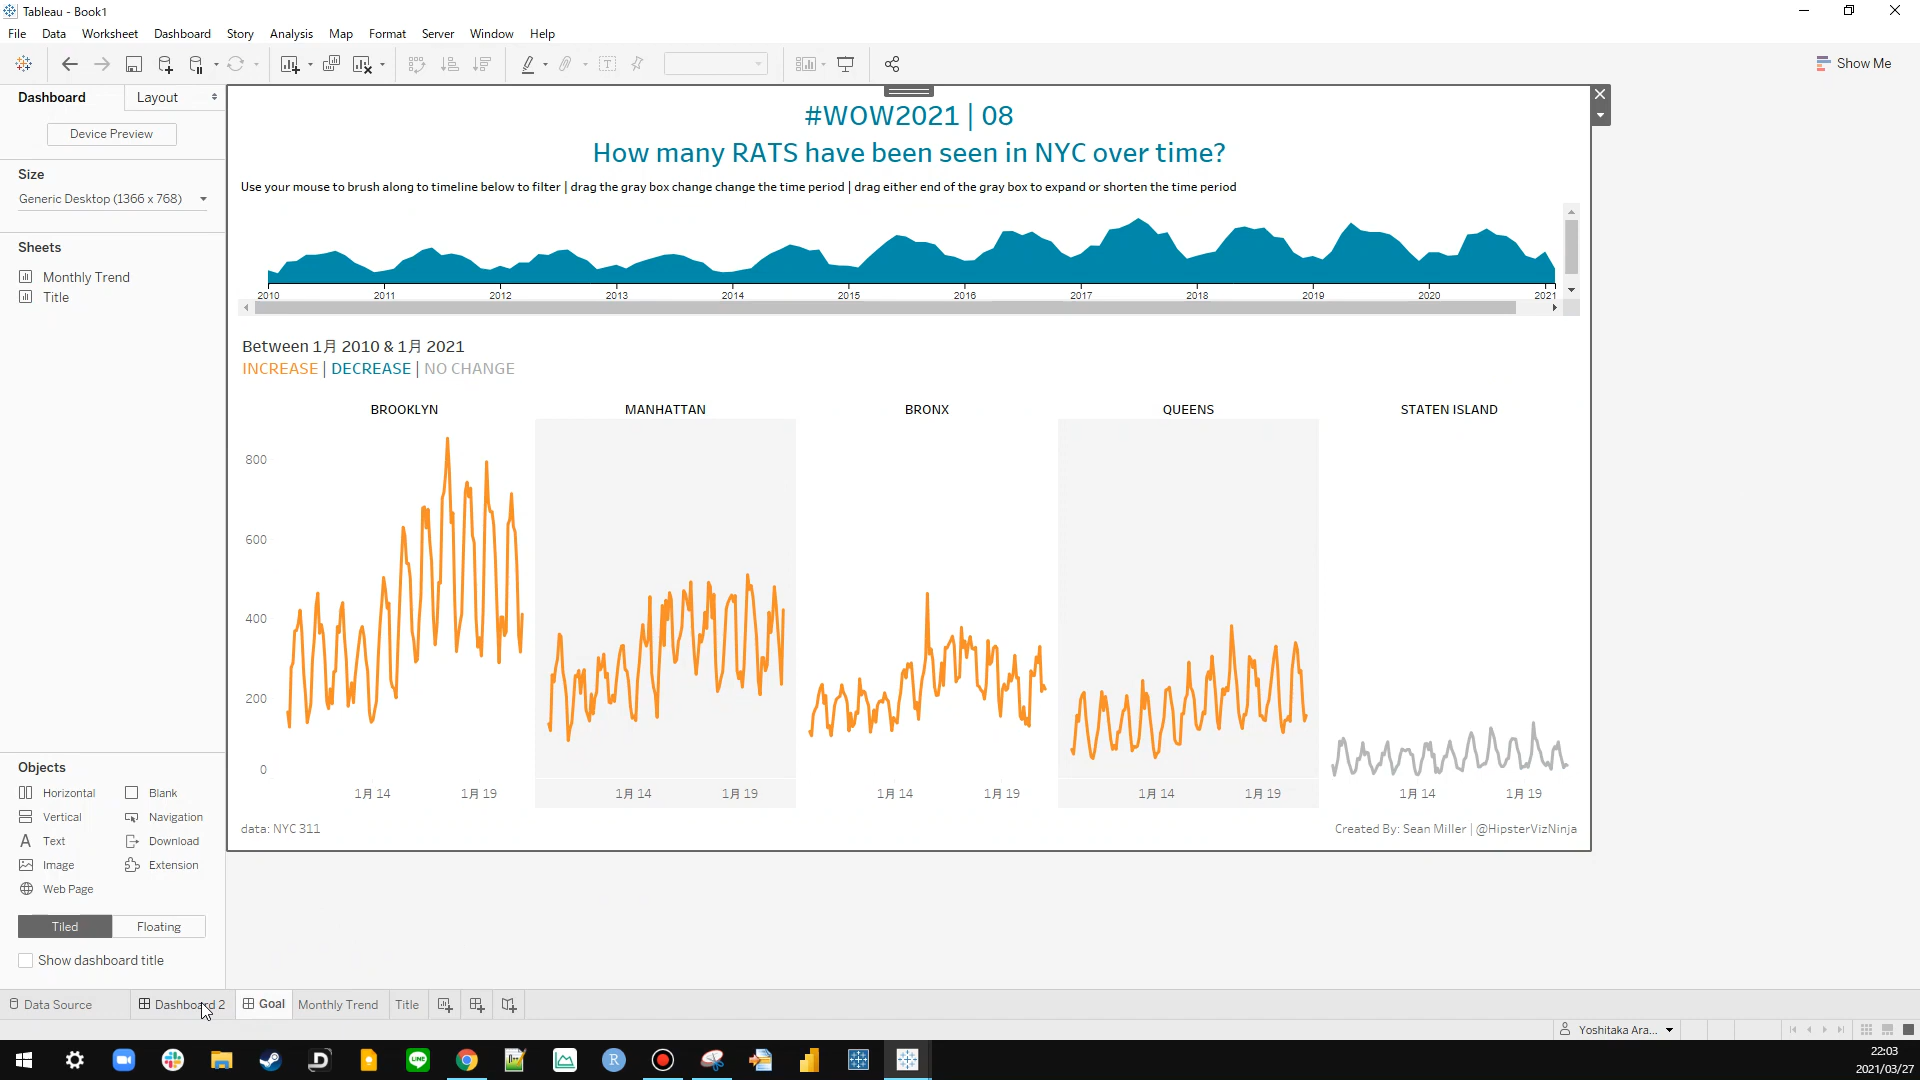 Tableau - Book1
File Data Worksheet Dashboard Story Analysis Map Format Server Window Help
Show Me
Dashboard Layout
Device Preview
Size
Generic Desktop (1366 x 768)
Sheets
Monthly Trend
Title
#WOW2021 | 08
How many RATS have been seen in NYC over time?
Use your mouse to brush along to timeline below to filter | drag the gray box change change the time period | drag either end of the gray box to expand or shorten the time period
2010 2011 2012 2013 2014 2015 2016 2017 2018 2019 2020 2021
Between 1月 2010 & 1月 2021
INCREASE | DECREASE | NO CHANGE
BROOKLYN MANHATTAN BRONX QUEENS STATEN ISLAND
800
600
400
200
0
1月 14 1月 19 1月 14 1月 19 1月 14 1月 19 1月 14 1月 19 1月 14 1月 19
data: NYC 311 Created By: Sean Miller | @HipsterVizNinja
Objects
Horizontal Blank
Vertical Navigation
Text Download
Image Extension
Web Page
Tiled Floating
Show dashboard title
Data Source Dashboard 2 Goal Monthly Trend Title
Yoshitaka Ara...
22:03
2021/03/27